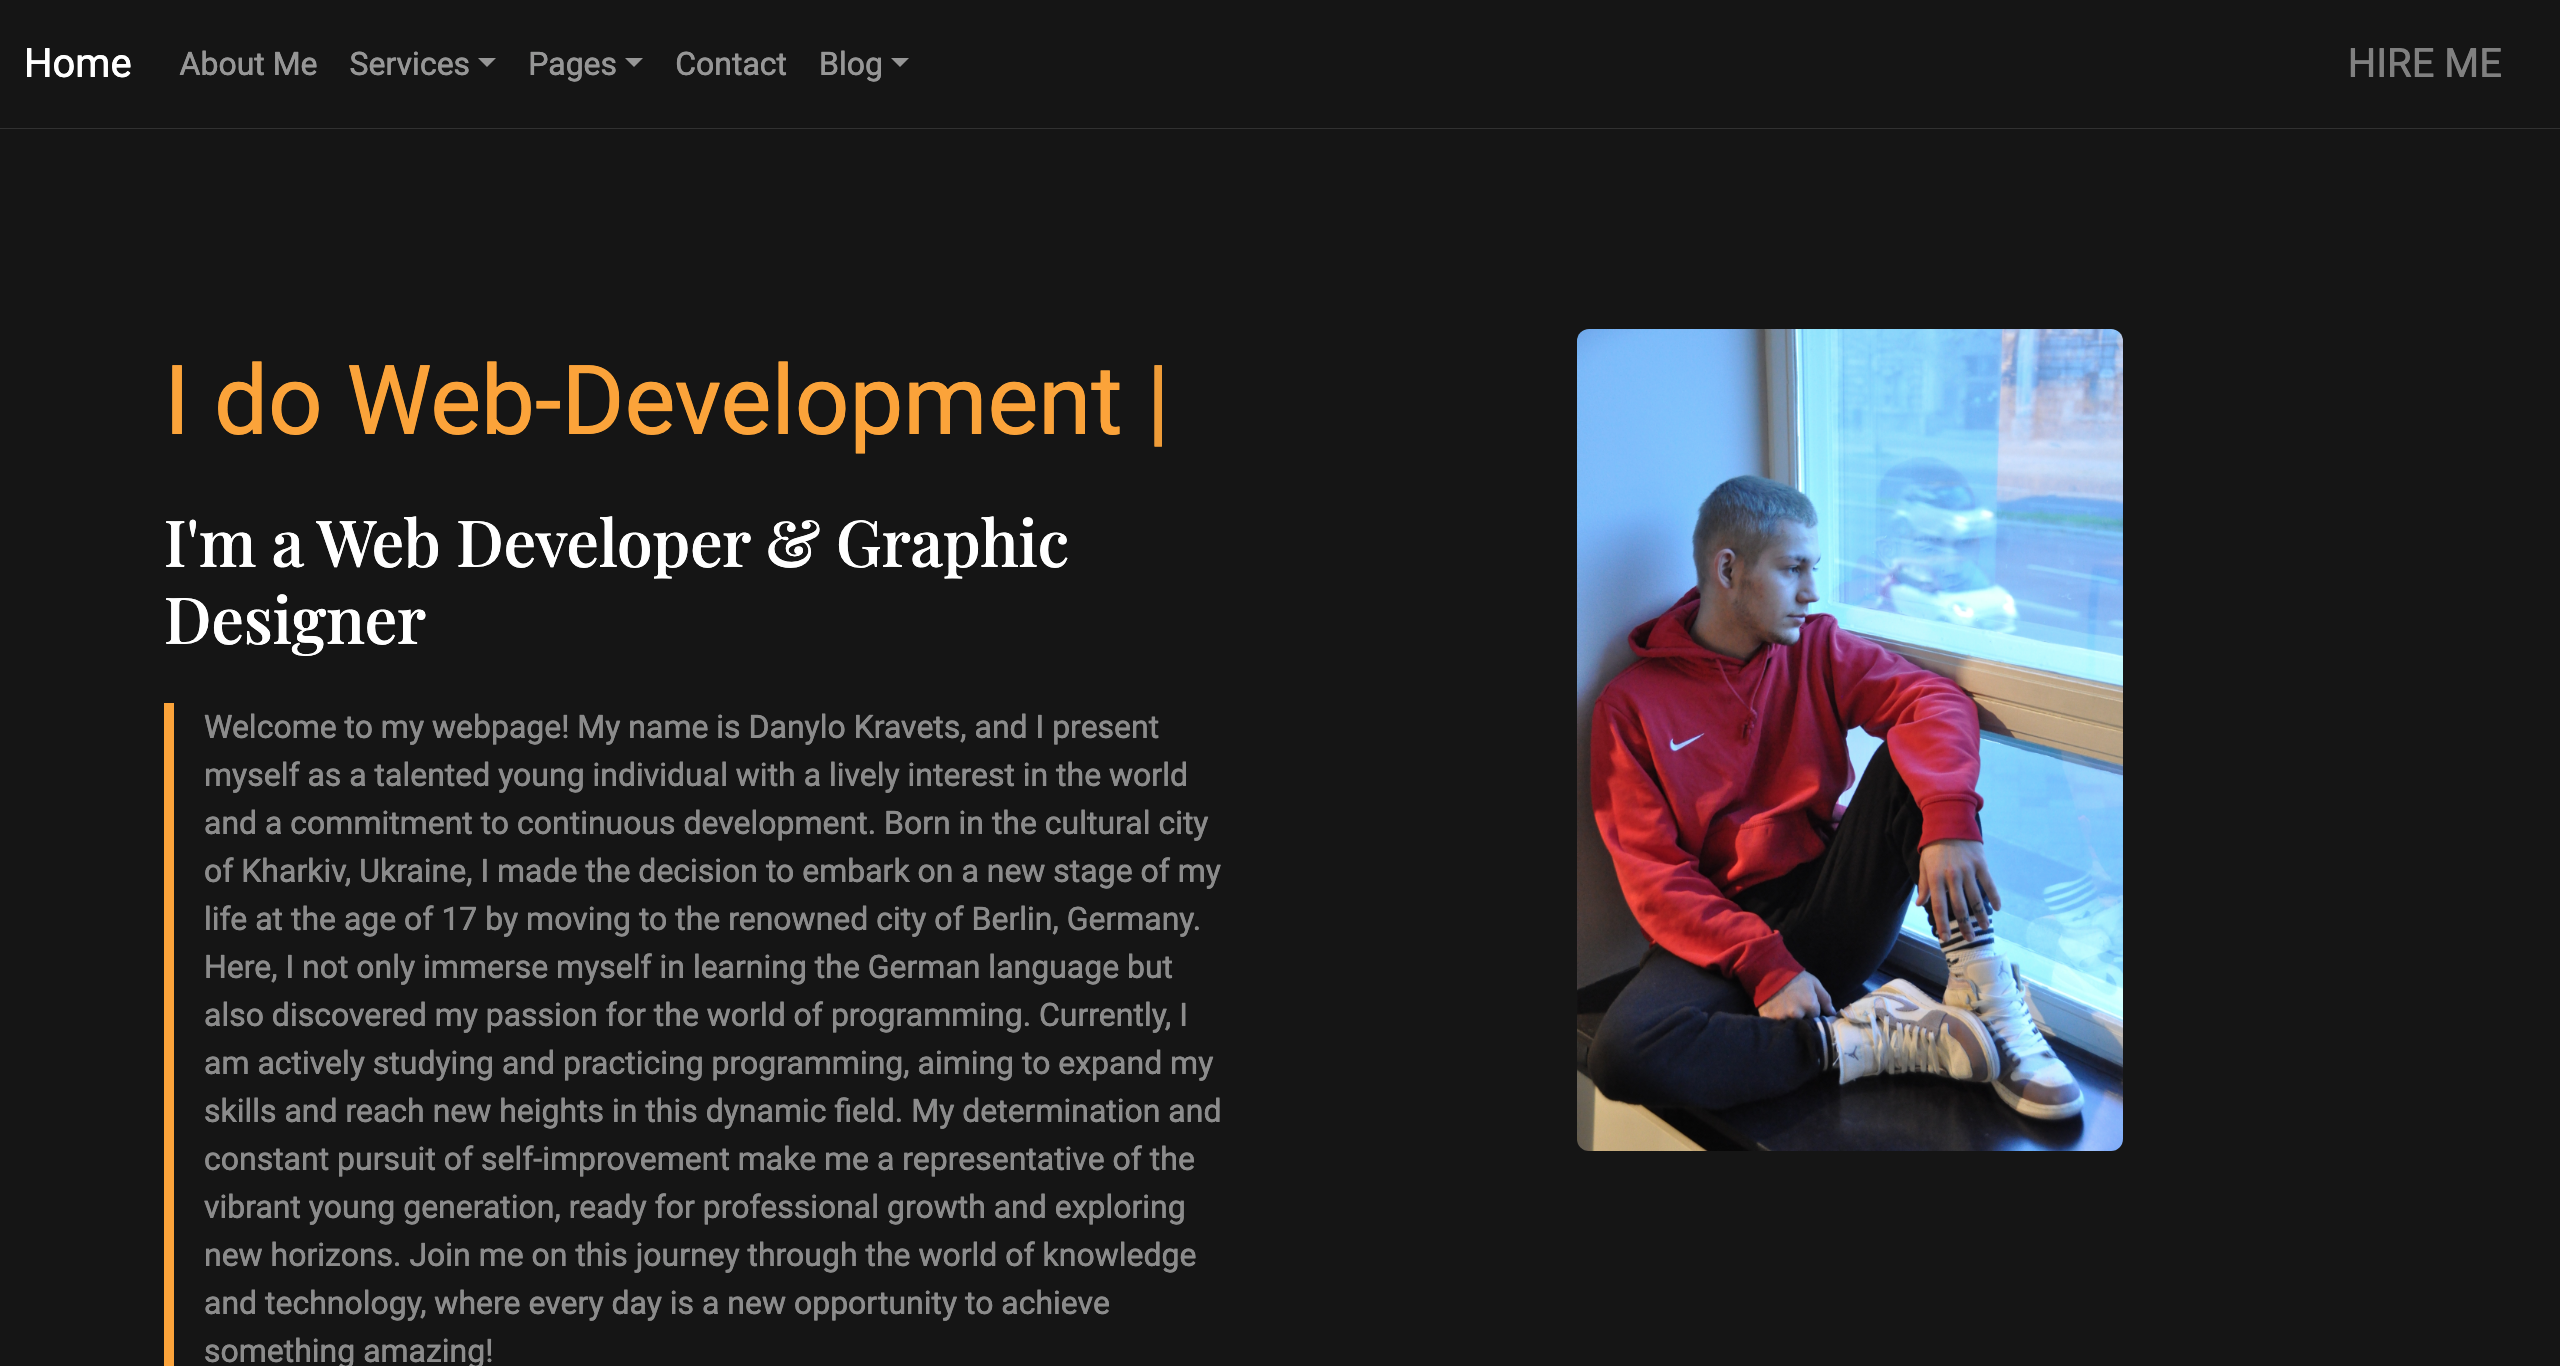 Home About Me Services Pages Contact Blog HIRE ME
I do Web-Development |
I'm a Web Developer & Graphic
Designer
Welcome to my webpage! My name is Danylo Kravets, and I present
myself as a talented young individual with a lively interest in the world
and a commitment to continuous development. Born in the cultural city
of Kharkiv, Ukraine, I made the decision to embark on a new stage of my
life at the age of 17 by moving to the renowned city of Berlin, Germany.
Here, I not only immerse myself in learning the German language but
also discovered my passion for the world of programming. Currently, I
am actively studying and practicing programming, aiming to expand my
skills and reach new heights in this dynamic field. My determination and
constant pursuit of self-improvement make me a representative of the
vibrant young generation, ready for professional growth and exploring
new horizons. Join me on this journey through the world of knowledge
and technology, where every day is a new opportunity to achieve
something amazing!